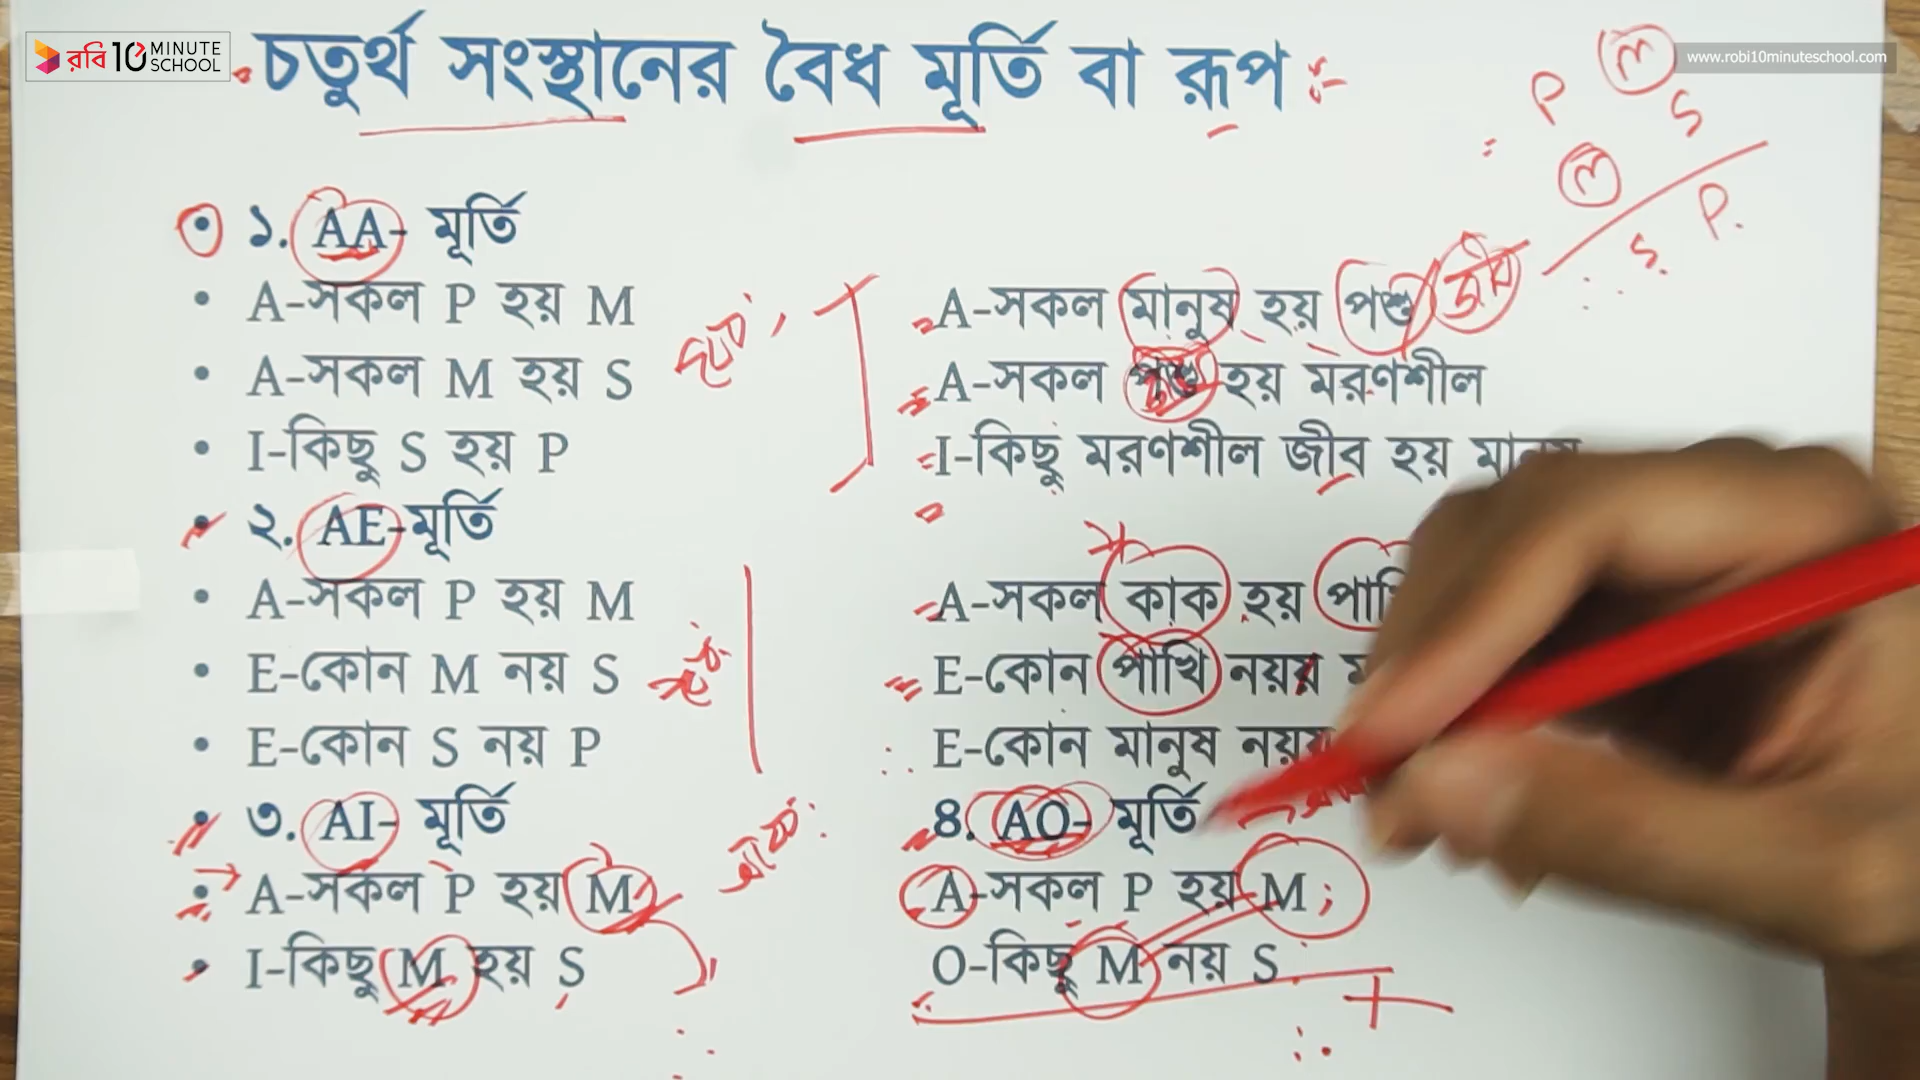 রবি 10 MINUTE SCHOOL
www.robi10minuteschool.com
চতুর্থ সংস্থানের বৈধ মূর্তি বা রূপ :-
P M
S
M
P.
S.
১. AA- মূর্তি
A-সকল P হয় M
A-সকল M হয় S
I-কিছু S হয় P
২. AE-মূর্তি
A-সকল P হয় M
E-কোন M নয় S
E-কোন S নয় P
৩. AI- মূর্তি
A-সকল P হয় M
I-কিছু M হয় S
A-সকল মানুষ হয় পশু জীব
A-সকল হয় মরণশীল
I-কিছু মরণশীল জীব হয় মানুষ
A-সকল কাক হয় পাখি
E-কোন পাখি নয়য়
E-কোন মানুষ নয়য়
৪. AO- মূর্তি
A-সকল P হয় M;
O-কিছু M নয় S